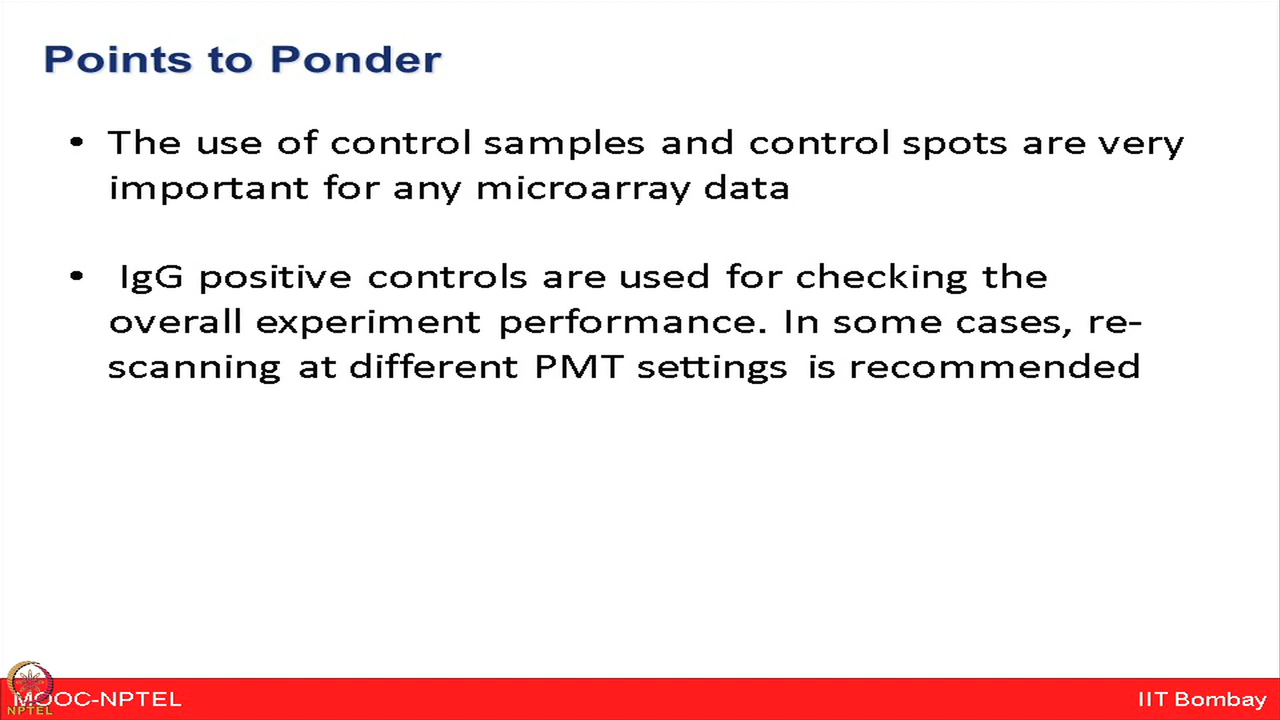 Points to Ponder
• The use of control samples and control spots are very
important for any microarray data
• IgG positive controls are used for checking the
overall experiment performance. In some cases, re-
scanning at different PMT settings is recommended
MOOC-NPTEL
NPTEL
IIT Bombay